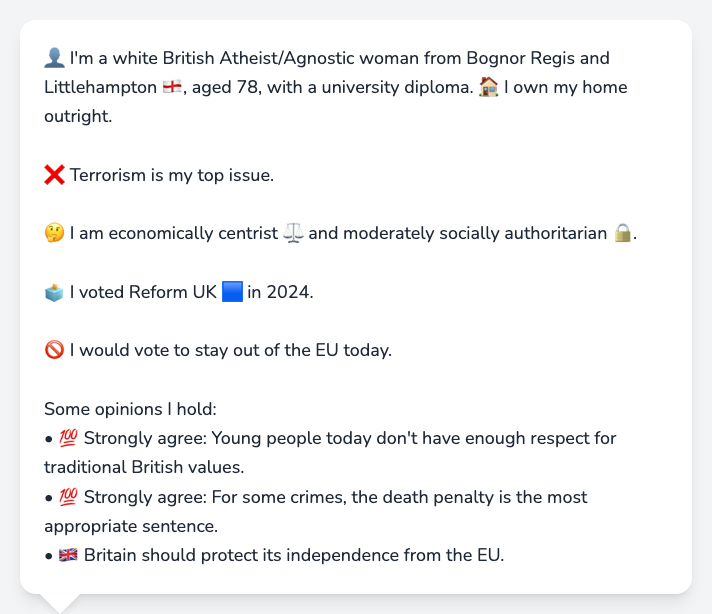 👤 I'm a white British Atheist/Agnostic woman from Bognor Regis and
Littlehampton 🏴󠁧󠁢󠁥󠁮󠁧󠁿, aged 78, with a university diploma. 🏠 I own my home
outright.
❌ Terrorism is my top issue.
🤔 I am economically centrist ⚖️ and moderately socially authoritarian 🔒.
🗳️ I voted Reform UK 🟦 in 2024.
🚫 I would vote to stay out of the EU today.
Some opinions I hold:
• 💯 Strongly agree: Young people today don't have enough respect for
traditional British values.
• 💯 Strongly agree: For some crimes, the death penalty is the most
appropriate sentence.
• 🇬🇧 Britain should protect its independence from the EU.